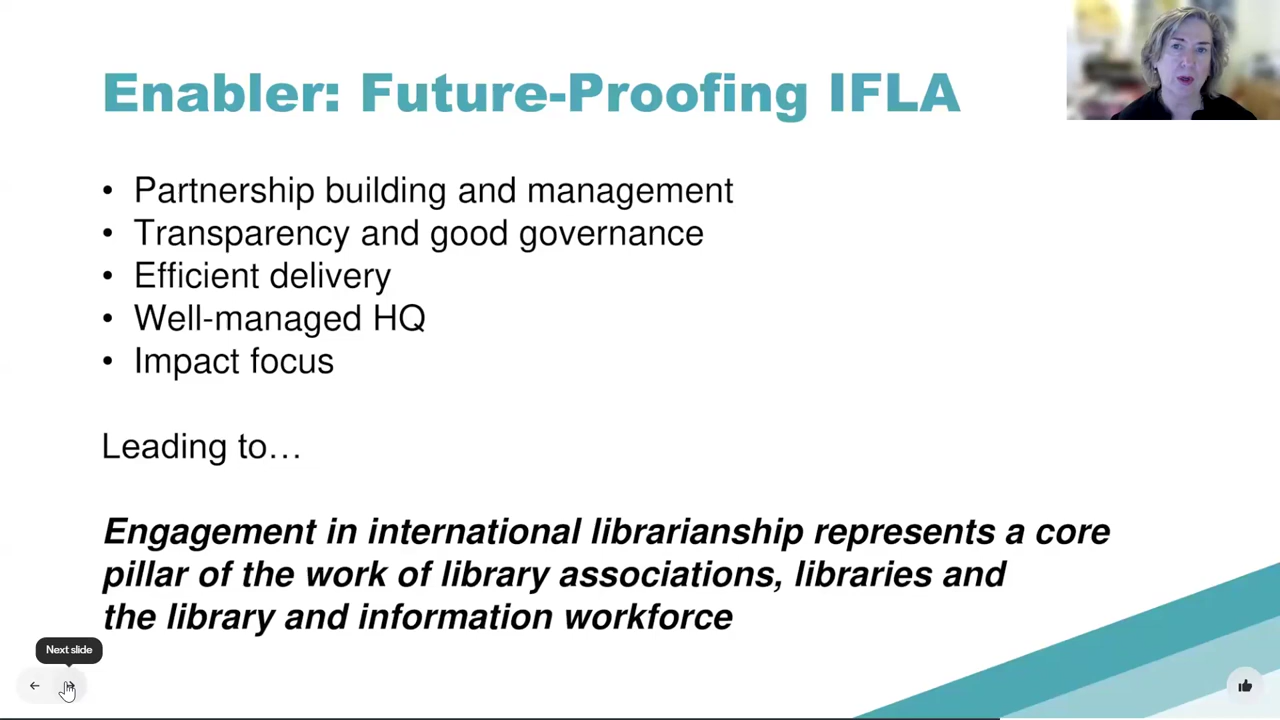 Enabler: Future-Proofing IFLA
• Partnership building and management
• Transparency and good governance
• Efficient delivery
• Well-managed HQ
• Impact focus
Leading to…
Engagement in international librarianship represents a core
pillar of the work of library associations, libraries and
the library and information workforce
Next slide